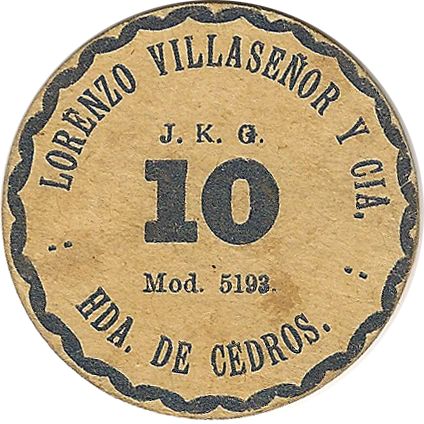 LORENZO VILLASEÑOR Y CIA.
J. K. G.
10
Mod. 5193.
HDA. DE CEDROS.